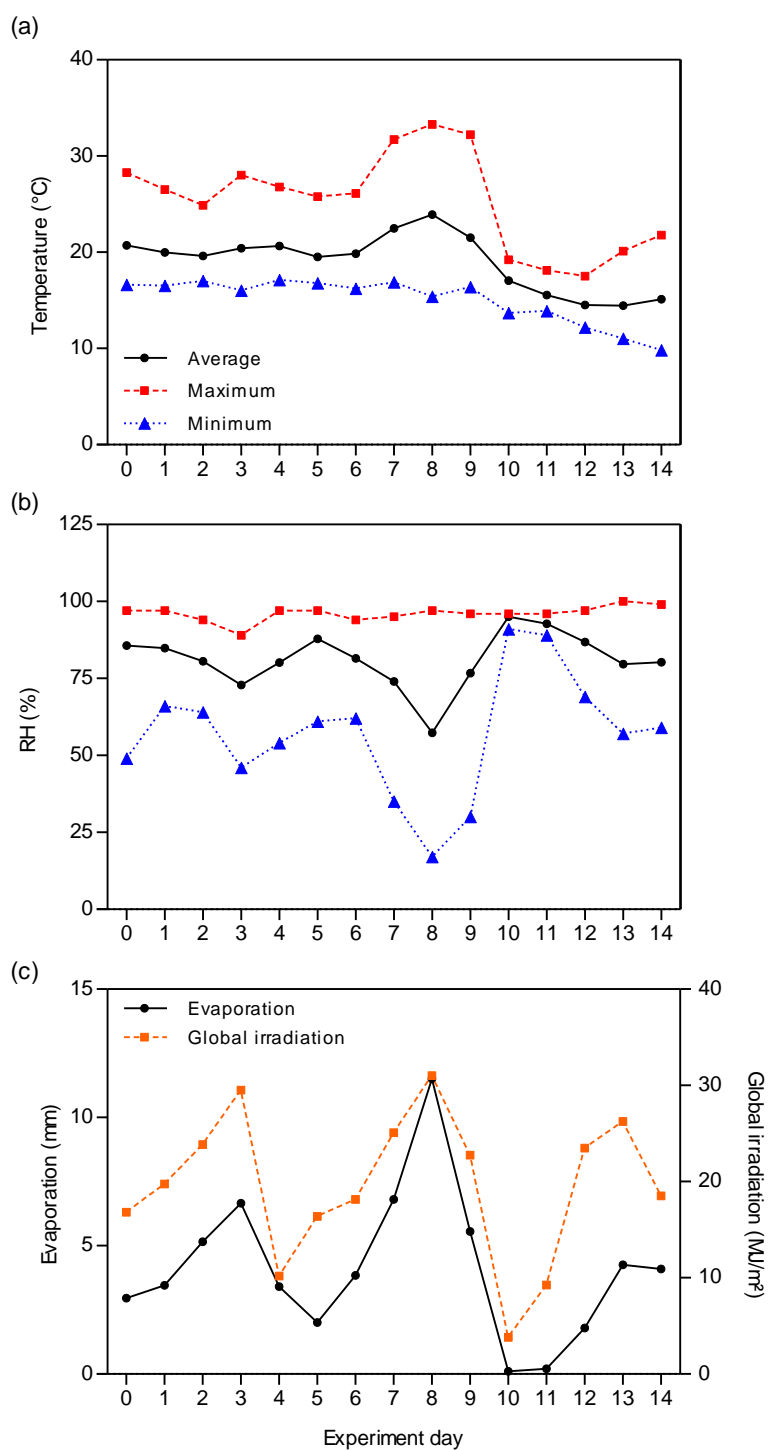 (a)
40
30
20
10
0
Temperature (°C)
Average
Maximum
Minimum
0 1 2 3 4 5 6 7 8 9 10 11 12 13 14
(b)
125
100
75
50
25
0
RH (%)
0 1 2 3 4 5 6 7 8 9 10 11 12 13 14
(c)
15
10
5
0
Evaporation (mm)
Evaporation
Global irradiation
40
30
20
10
0
Global irradiation (MJ/m²)
0 1 2 3 4 5 6 7 8 9 10 11 12 13 14
Experiment day